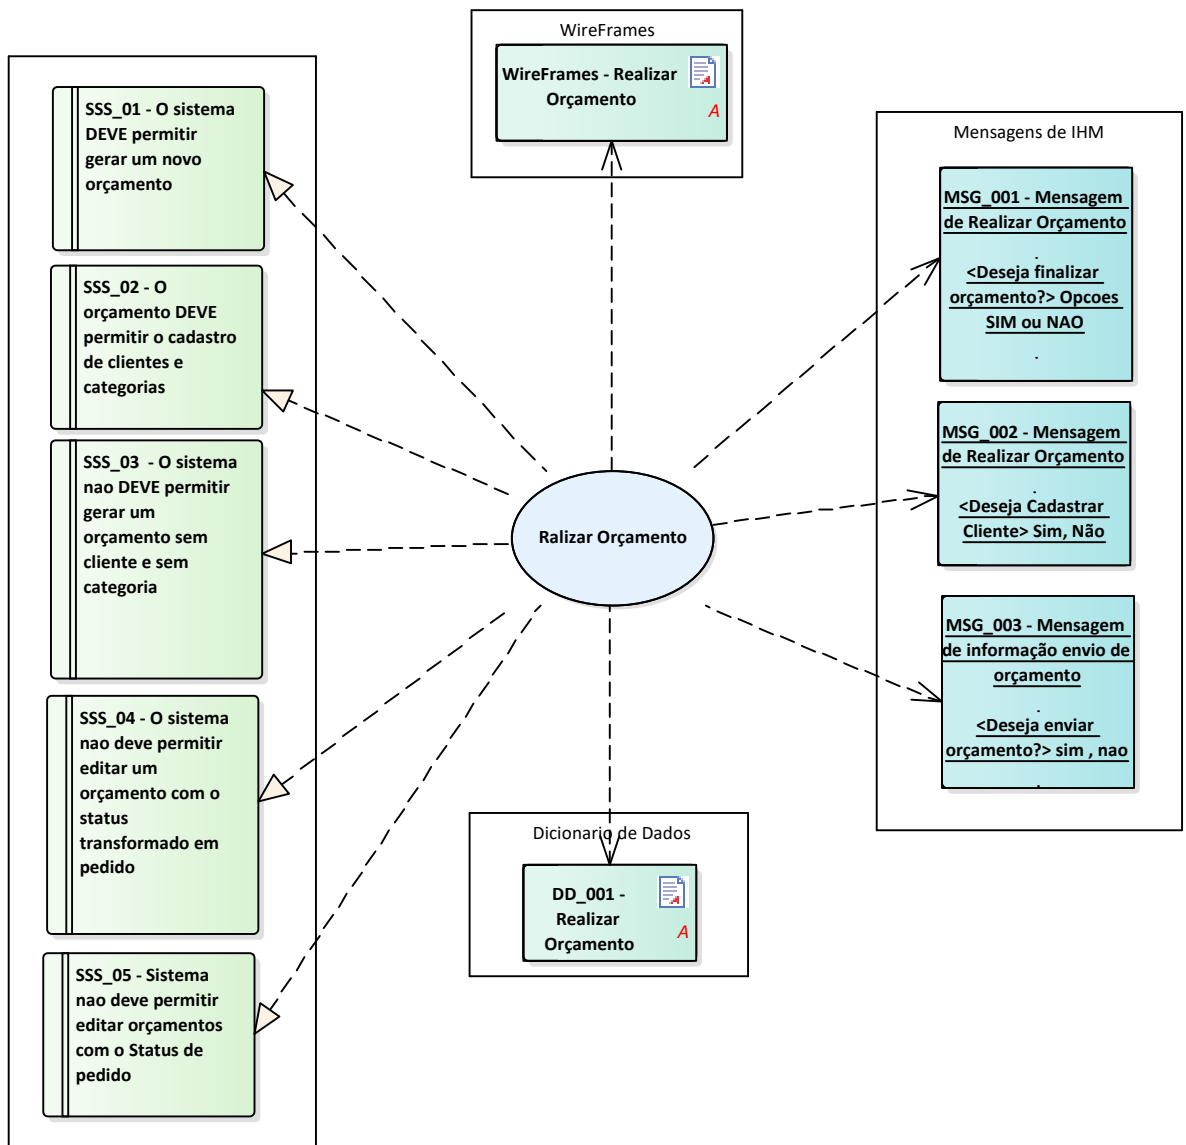 WireFrames
WireFrames - Realizar
Orçamento
A
SSS_01 - O sistema
DEVE permitir
gerar um novo
orçamento
SSS_02 - O
orçamento DEVE
permitir o cadastro
de clientes e
categorias
SSS_03  - O sistema
nao DEVE permitir
gerar um
orçamento sem
cliente e sem
categoria
SSS_04 - O sistema
nao deve permitir
editar um
orçamento com o
status
transformado em
pedido
SSS_05 - Sistema
nao deve permitir
editar orçamentos
com o Status de
pedido
Ralizar Orçamento
Mensagens de IHM
MSG_001 - Mensagem
de Realizar Orçamento
.
<Deseja finalizar
orçamento?> Opcoes
SIM ou NAO
.
MSG_002 - Mensagem
de Realizar Orçamento
.
<Deseja Cadastrar
Cliente> Sim, Não
MSG_003 - Mensagem
de informação envio de
orçamento
.
<Deseja enviar
orçamento?> sim , nao
.
Dicionario de Dados
DD_001 -
Realizar
Orçamento
A